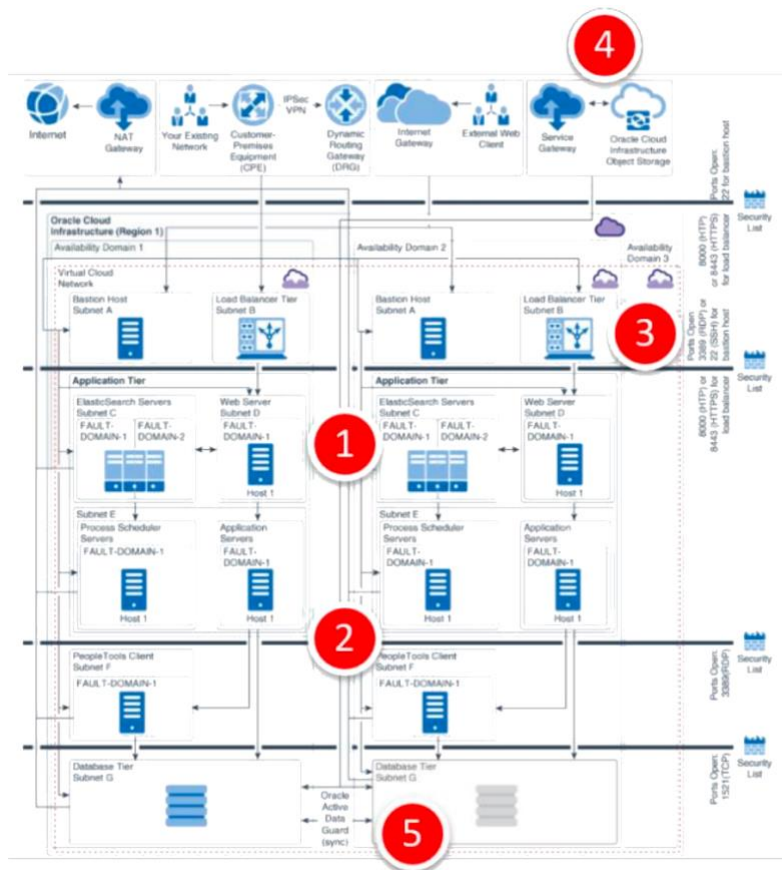 4
Internet
NAT
Gateway
Your Existing
Network
Customer-
Premises
Equipment
(CPE)
IPSec
VPN
Dynamic
Routing
Gateway
(DRG)
Internet
Gateway
External Web
Client
Service
Gateway
Oracle Cloud
Infrastructure
Object Storage
Ports Open:
22 for bastion host
Security
List
Oracle Cloud
Infrastructure (Region 1)
Availability Domain 1
Availability Domain 2
Availability
Domain 3
8000 (HTP)
or 8443 (HTTPS)
for load balancer
Virtual Cloud
Network
Bastion Host
Subnet A
Load Balancer Tier
Subnet B
Bastion Host
Subnet A
Load Balancer Tier
Subnet B
3
Ports Open:
3389 (RDP) or
22 (SSH) for
bastion host
Security
List
Application Tier
Application Tier
ElasticSearch Servers
Subnet C
FAULT-
DOMAIN-1
FAULT-
DOMAIN-2
Web Server
Subnet D
FAULT-
DOMAIN-1
Host 1
1
ElasticSearch Servers
Subnet C
FAULT-
DOMAIN-1
FAULT-
DOMAIN-2
Web Server
Subnet D
FAULT-
DOMAIN-1
Host 1
8000 (HTP) or
8443 (HTTPS) for
load balancer
Subnet E
Process Scheduler
Servers
FAULT-DOMAIN-1
Host 1
Application
Servers
FAULT-
DOMAIN-1
Host 1
Subnet E
Process Scheduler
Servers
FAULT-
DOMAIN-1
Host 1
Application
Servers
FAULT-
DOMAIN-1
Host 1
2
PeopleTools Client
Subnet F
FAULT-DOMAIN-1
PeopleTools Client
Subnet F
FAULT-DOMAIN-1
Ports Open:
3389(RDP)
Security
List
Database Tier
Subnet G
Oracle
Active
Data
Guard
(sync)
Database Tier
Subnet G
Ports Open:
1521(TCP)
Security
List
5